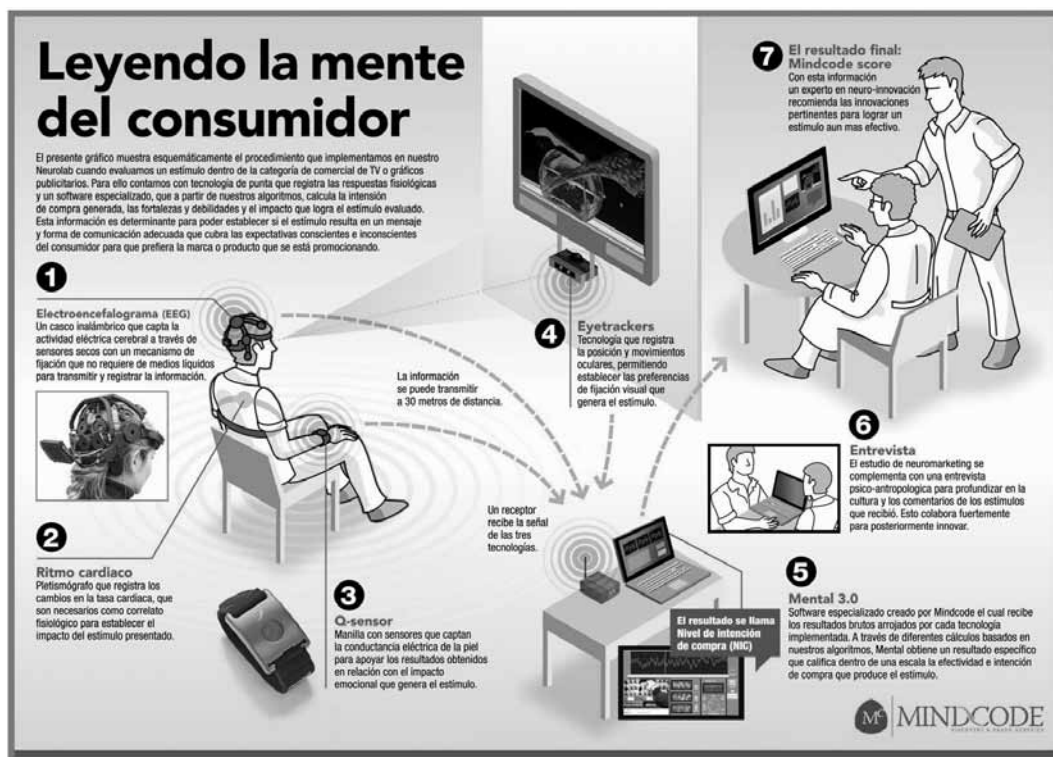 Leyendo la mente
del consumidor
El presente gráfico muestra esquemáticamente el procedimiento que implementamos en nuestro
Neurolab cuando evaluamos un estímulo dentro de la categoría de comercial de TV o gráficos
publicitarios. Para ello contamos con tecnología de punta que registra las respuestas fisiológicas
y un software especializado, que a partir de nuestros algoritmos, calcula la intensión
de compra generada, las fortalezas y debilidades y el impacto que logra el estímulo evaluado.
Esta información es determinante para poder establecer si el estímulo resulta en un mensaje
y forma de comunicación adecuada que cubra las expectativas conscientes e inconscientes
del consumidor para que prefiera la marca o producto que se está promocionando.
1
Electroencefalograma (EEG)
Un casco inalámbrico que capta la
actividad eléctrica cerebral a través de
sensores secos con un mecanismo de
fijación que no requiere de medios líquidos
para transmitir y registrar la información.
2
Ritmo cardiaco
Pletismógrafo que registra los
cambios en la tasa cardiaca, que
son necesarios como correlato
fisiológico para establecer el
impacto del estímulo presentado.
3
Q-sensor
Manilla con sensores que captan
la conductancia eléctrica de la piel
para apoyar los resultados obtenidos
en relación con el impacto
emocional que genera el estímulo.
La información
se puede transmitir
a 30 metros de distancia.
4
Eyetrackers
Tecnología que registra
la posición y movimientos
oculares, permitiendo
establecer las preferencias
de fijación visual que
genera el estímulo.
Un receptor
recibe la señal
de las tres
tecnologías.
El resultado se llama
Nivel de intención
de compra (NIC)
5
Mental 3.0
Software especializado creado por Mindcode el cual recibe
los resultados brutos arrojados por cada tecnología
implementada. A través de diferentes cálculos basados en
nuestros algoritmos, Mental obtiene un resultado específico
que califica dentro de una escala la efectividad e intención
de compra que produce el estímulo.
6
Entrevista
El estudio de neuromarketing se
complementa con una entrevista
psico-antropologica para profundizar en la
cultura y los comentarios de los estímulos
que recibió. Esto colabora fuertemente
para posteriormente innovar.
7
El resultado final:
Mindcode score
Con esta información
un experto en neuro-innovación
recomienda las innovaciones
pertinentes para lograr un
estímulo aun mas efectivo.
Mc MINDCODE